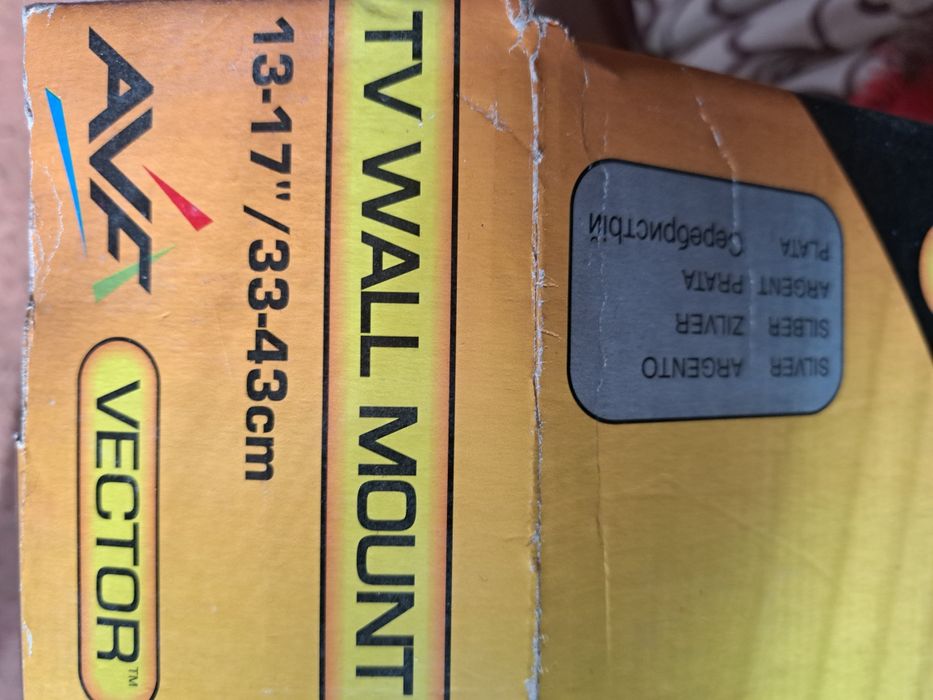 AVF
VECTOR™
13-17"/33-43cm
TV WALL MOUNT
SILVER ARGENTO
SILBER ZILVER
ARGENT PRATA
PLATA Серебристый